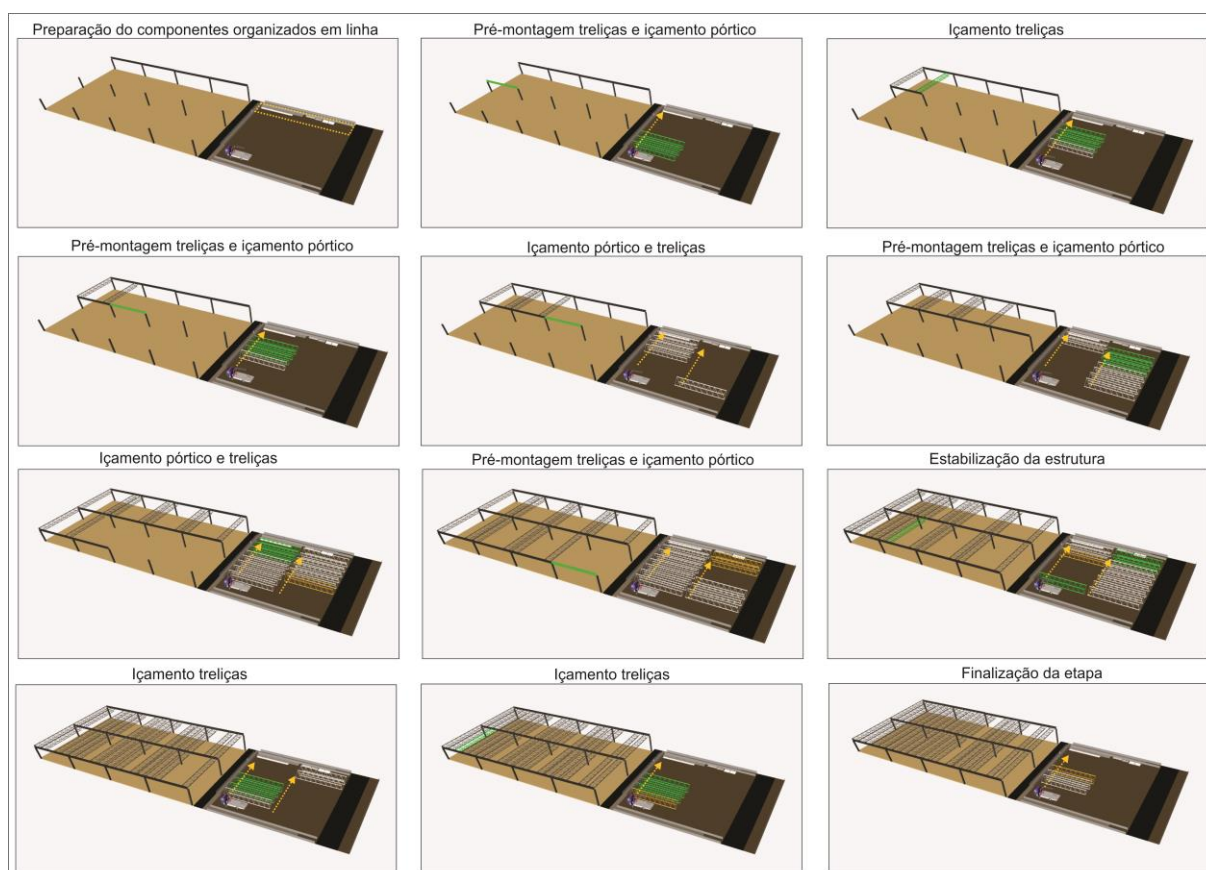 Preparação do componentes organizados em linha
Pré-montagem treliças e içamento pórtico
Içamento treliças
Pré-montagem treliças e içamento pórtico
Içamento pórtico e treliças
Pré-montagem treliças e içamento pórtico
Içamento pórtico e treliças
Pré-montagem treliças e içamento pórtico
Estabilização da estrutura
Içamento treliças
Içamento treliças
Finalização da etapa